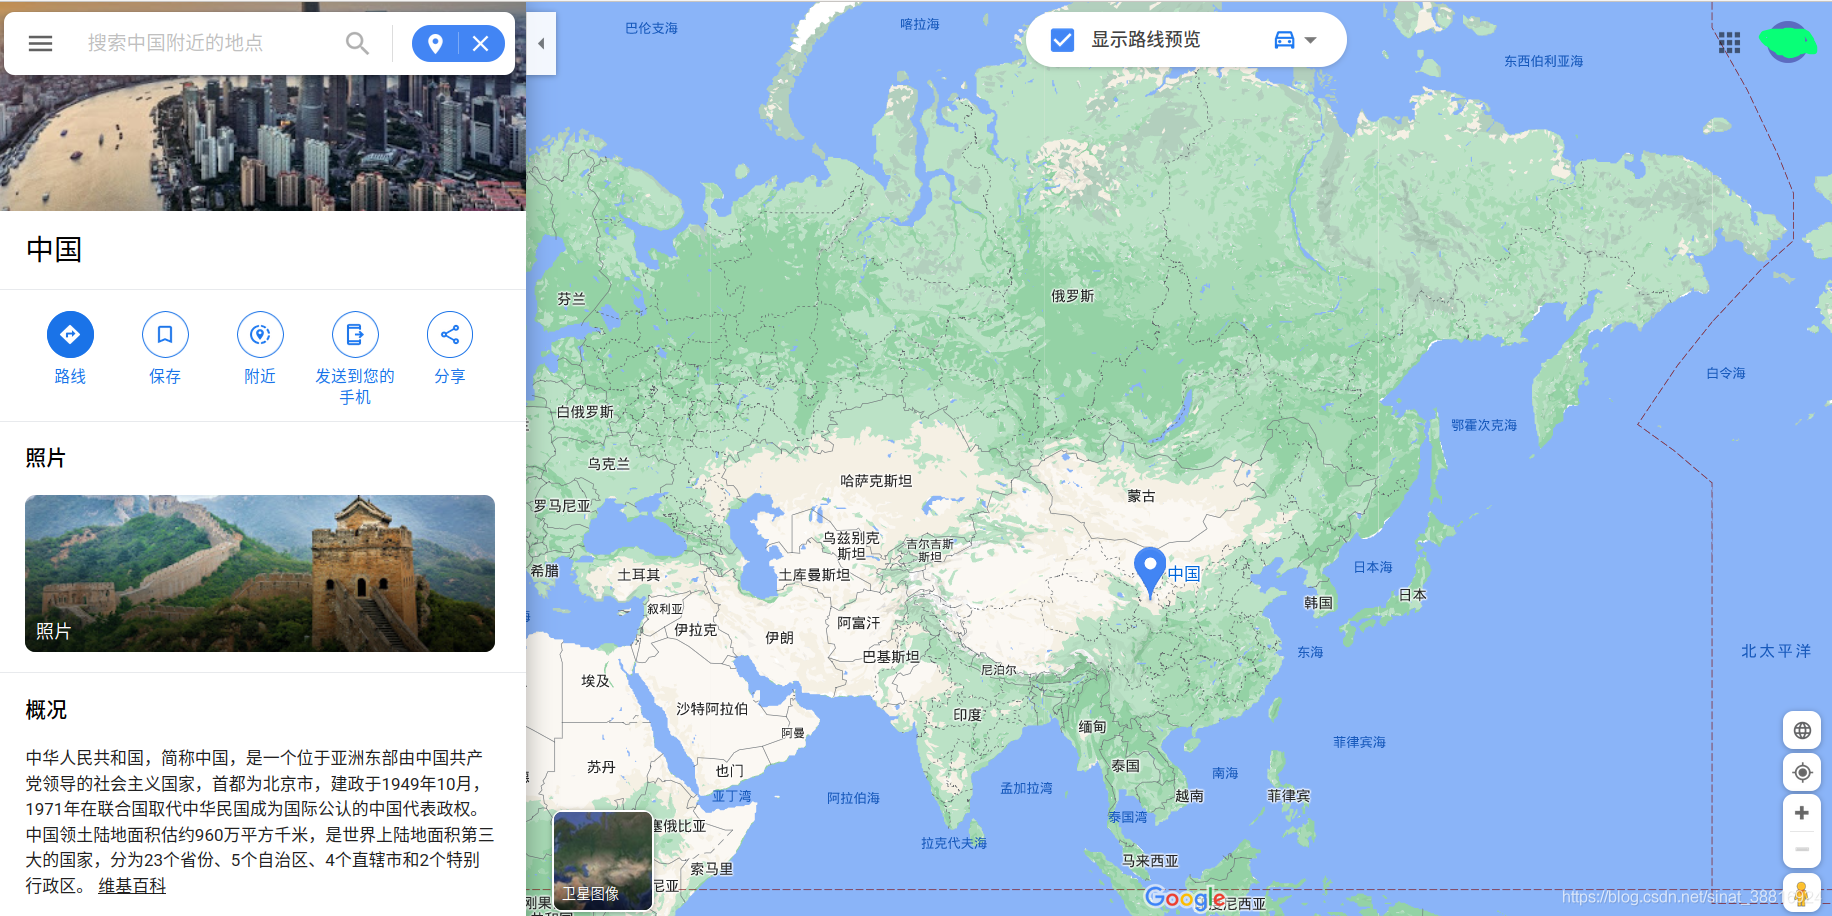 搜索中国附近的地点
显示路线预览
中国
路线
保存
附近
发送到您的
手机
分享
照片
照片
概况
中华人民共和国，简称中国，是一个位于亚洲东部由中国共产
党领导的社会主义国家，首都为北京市，建政于1949年10月，
1971年在联合国取代中华民国成为国际公认的中国代表政权。
中国领土陆地面积估约960万平方千米，是世界上陆地面积第三
大的国家，分为23个省份、5个自治区、4个直辖市和2个特别
行政区。 维基百科
巴伦支海
喀拉海
东西伯利亚海
芬兰
俄罗斯
白令海
白俄罗斯
鄂霍次克海
乌克兰
哈萨克斯坦
蒙古
罗马尼亚
乌兹别克
斯坦
吉尔吉斯
斯坦
希腊
土耳其
土库曼斯坦
中国
日本海
日本
韩国
叙利亚
伊拉克
伊朗
阿富汗
巴基斯坦
尼泊尔
东海
北太平洋
埃及
沙特阿拉伯
阿曼
印度
缅甸
菲律宾海
苏丹
也门
泰国
南海
亚丁湾
阿拉伯海
孟加拉湾
越南
菲律宾
泰国湾
塞俄比亚
拉克代夫海
马来西亚
索马里
卫星图像
尼亚
刚果
Google
度尼西亚